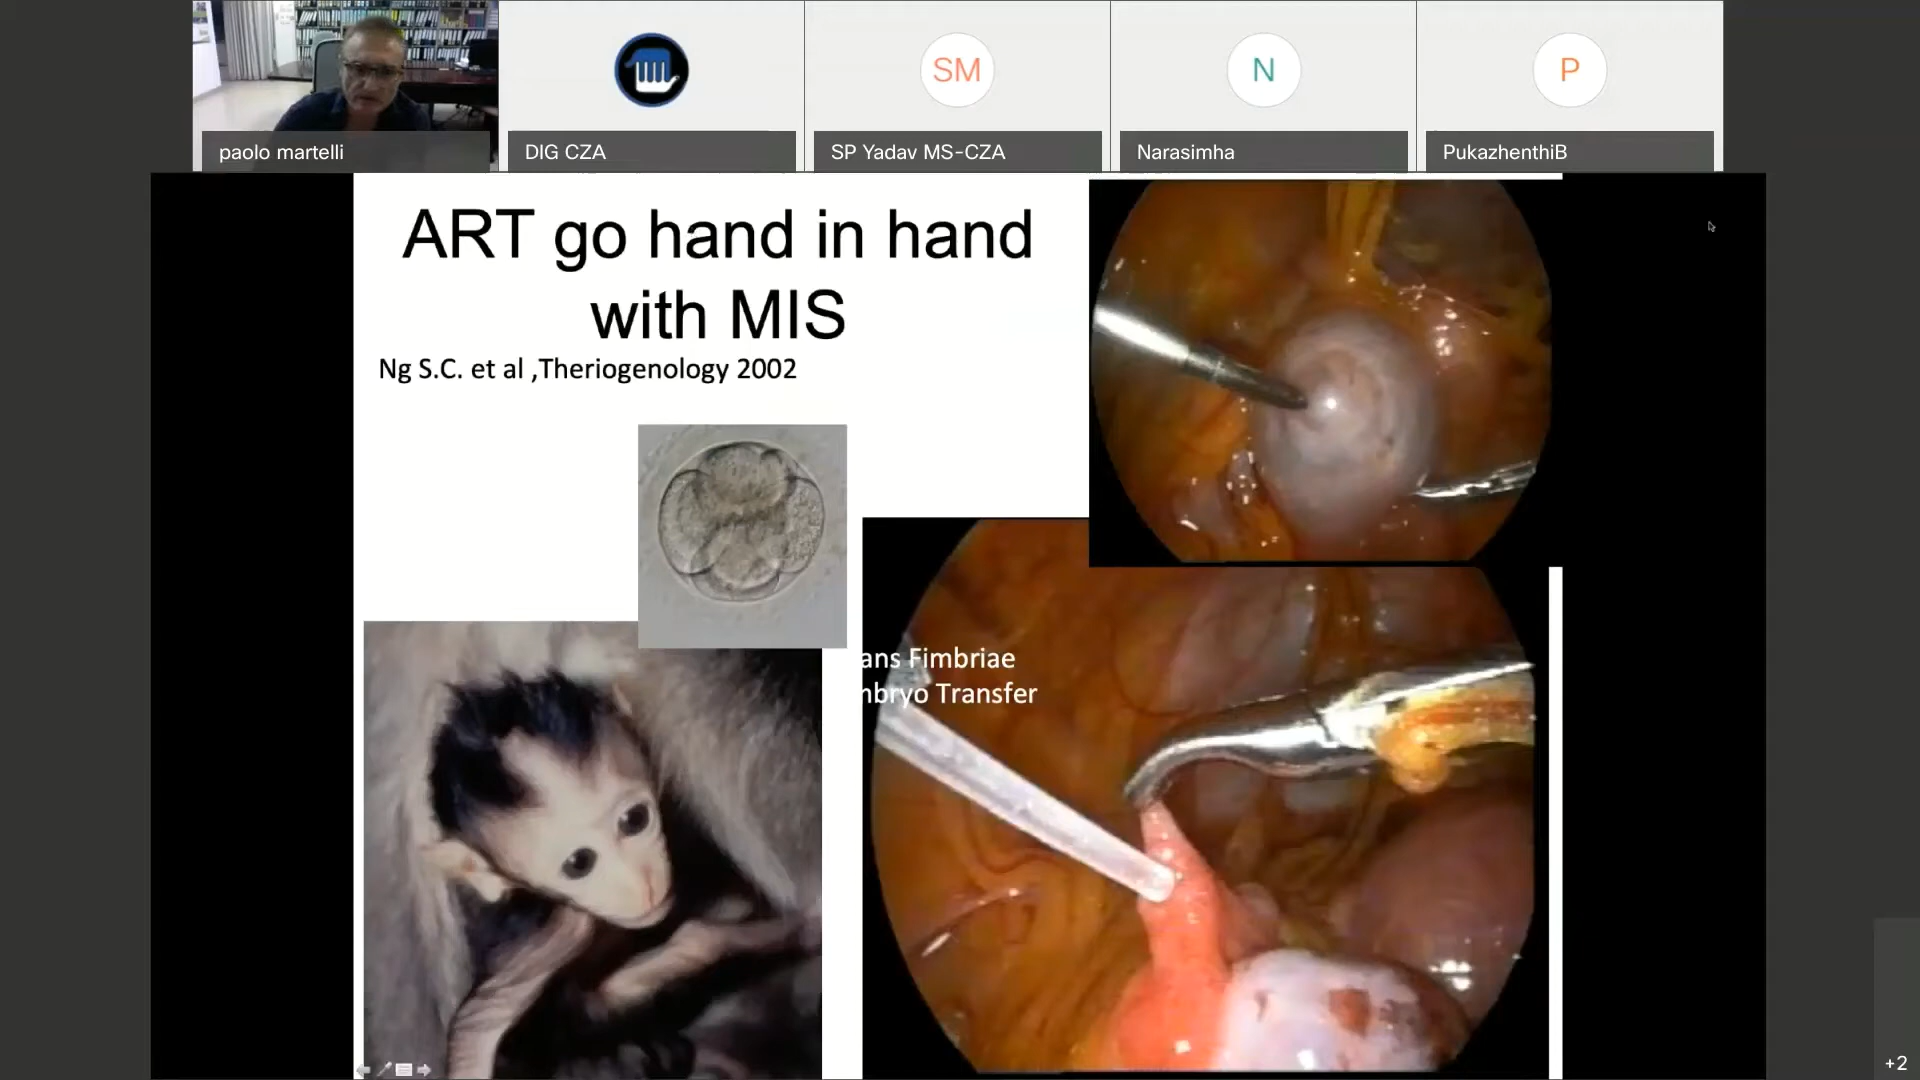 SM
N
P
paolo martelli
DIG CZA
SP Yadav MS-CZA
Narasimha
PukazhenthiB
ART go hand in hand
with MIS
Ng S.C. et al ,Theriogenology 2002
ans Fimbriae
mbryo Transfer
+2